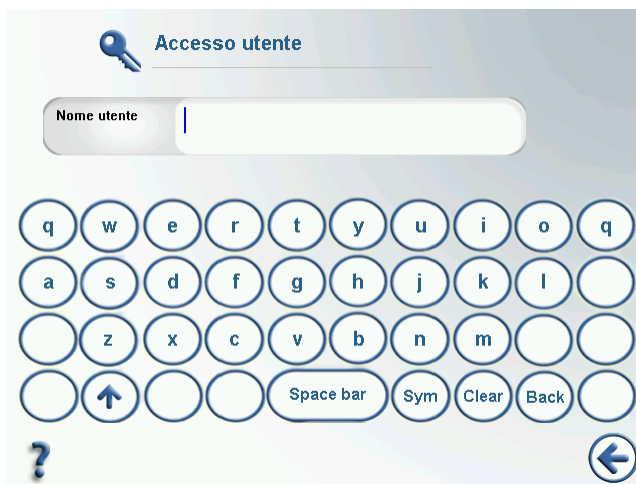 Accesso utente
Nome utente
q w e r t y u i o q
a s d f g h j k l
z x c v b n m
Space bar Sym Clear Back
?